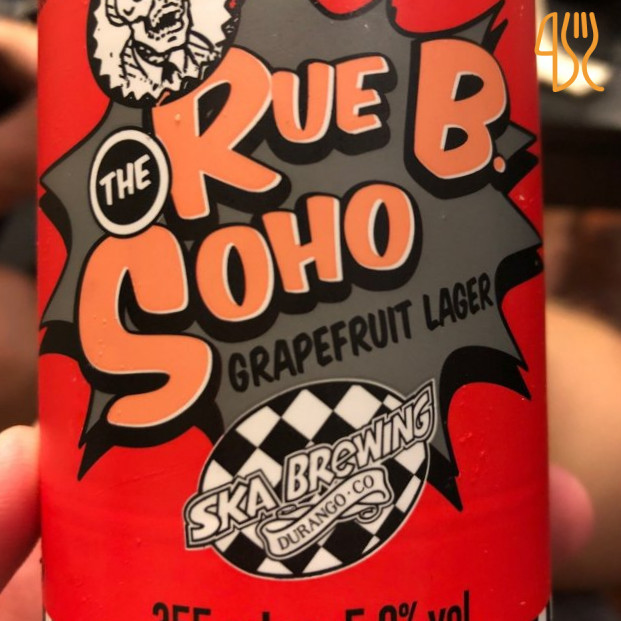 THE RUE B.
SOHO
GRAPEFRUIT LAGER
SKA BREWING
DURANGO • CO